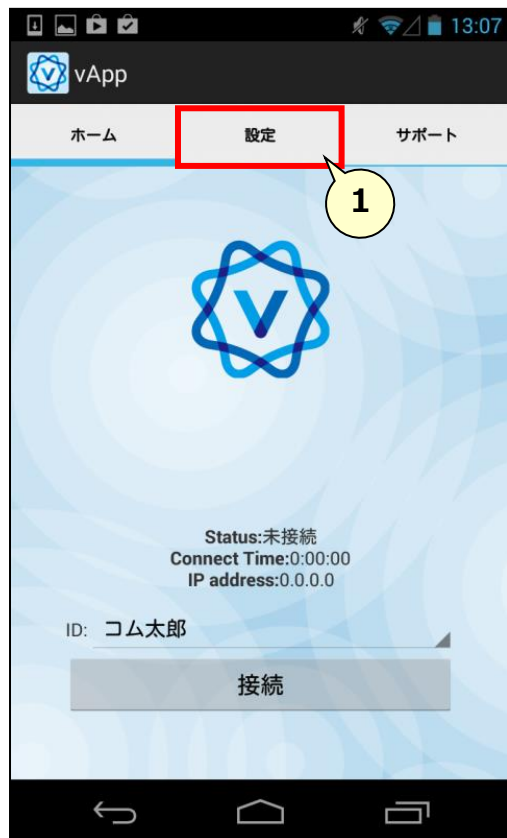 13:07
vApp
ホーム 設定 サポート
1
V
Status:未接続
Connect Time:0:00:00
IP address:0.0.0.0
ID: コム太郎
接続